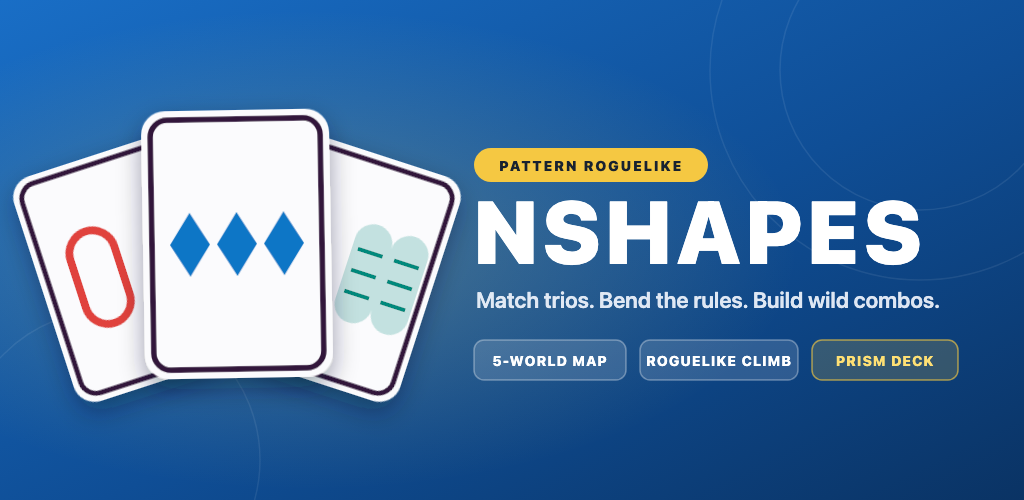 PATTERN ROGUELIKE
NSHAPES
Match trios. Bend the rules. Build wild combos.
5-WORLD MAP
ROGUELIKE CLIMB
PRISM DECK